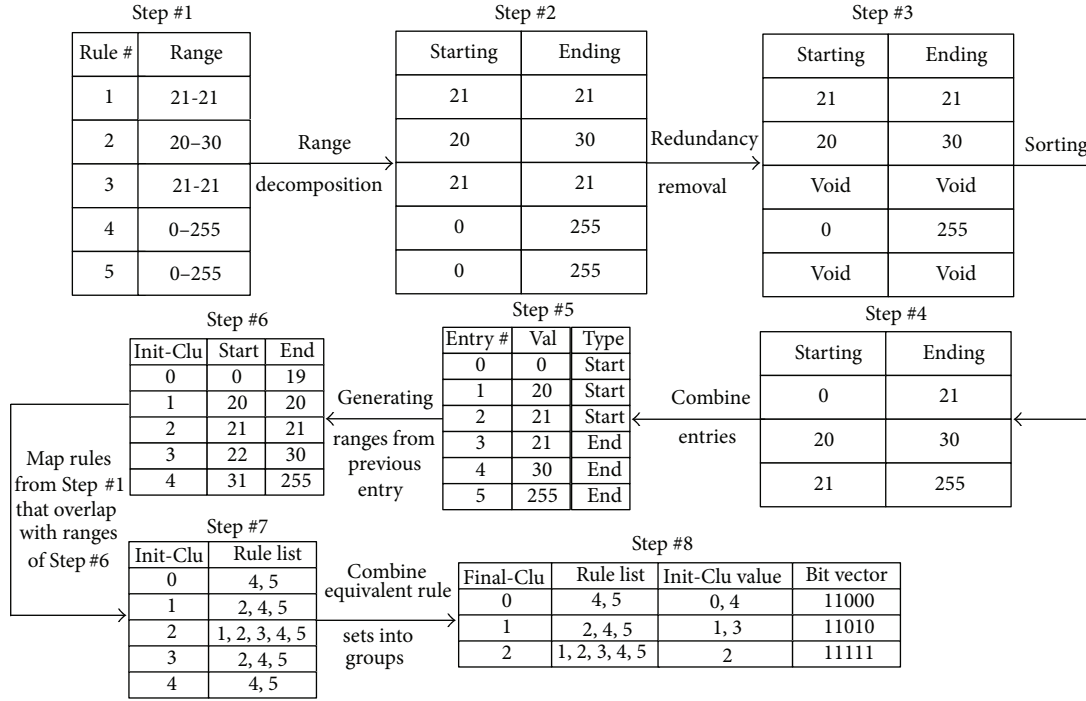 Step #1
Rule # Range
1 21-21
2 20–30
3 21-21
4 0–255
5 0–255
Range
decomposition
Step #2
Starting Ending
21 21
20 30
21 21
0 255
0 255
Redundancy
removal
Step #3
Starting Ending
21 21
20 30
Void Void
0 255
Void Void
Sorting
Step #4
Starting Ending
0 21
20 30
21 255
Combine
entries
Step #5
Entry # Val Type
0 0 Start
1 20 Start
2 21 Start
3 21 End
4 30 End
5 255 End
Generating
ranges from
previous
entry
Step #6
Init-Clu Start End
0 0 19
1 20 20
2 21 21
3 22 30
4 31 255
Map rules
from Step #1
that overlap
with ranges
of Step #6
Step #7
Init-Clu Rule list
0 4, 5
1 2, 4, 5
2 1, 2, 3, 4, 5
3 2, 4, 5
4 4, 5
Combine
equivalent rule
sets into
groups
Step #8
Final-Clu Rule list Init-Clu value Bit vector
0 4, 5 0, 4 11000
1 2, 4, 5 1, 3 11010
2 1, 2, 3, 4, 5 2 11111